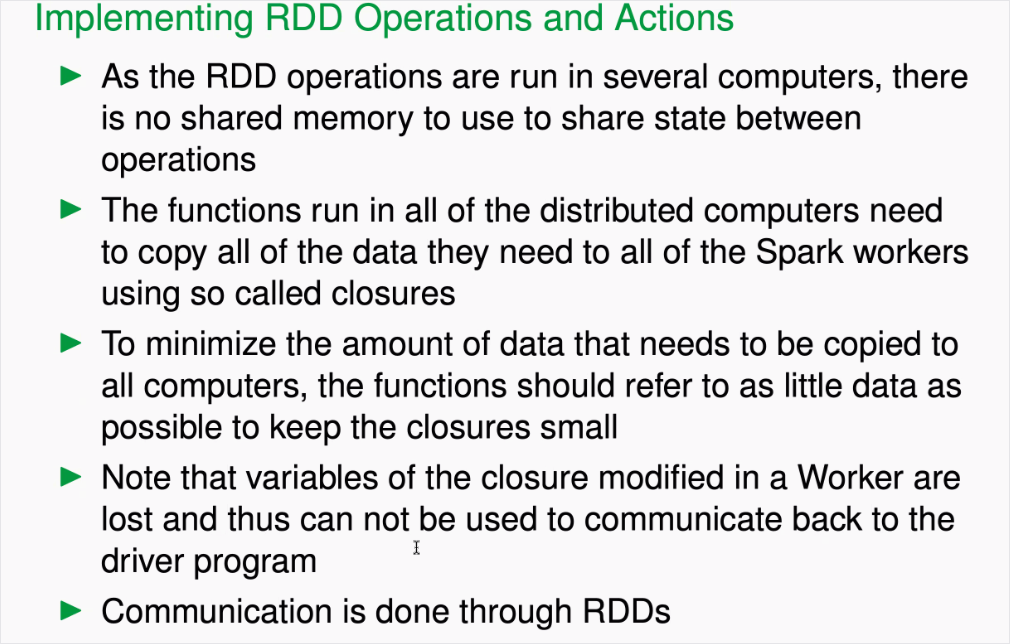 Implementing RDD Operations and Actions
As the RDD operations are run in several computers, there
is no shared memory to use to share state between
operations
The functions run in all of the distributed computers need
to copy all of the data they need to all of the Spark workers
using so called closures
To minimize the amount of data that needs to be copied to
all computers, the functions should refer to as little data as
possible to keep the closures small
Note that variables of the closure modified in a Worker are
lost and thus can not be used to communicate back to the
driver program
Communication is done through RDDs